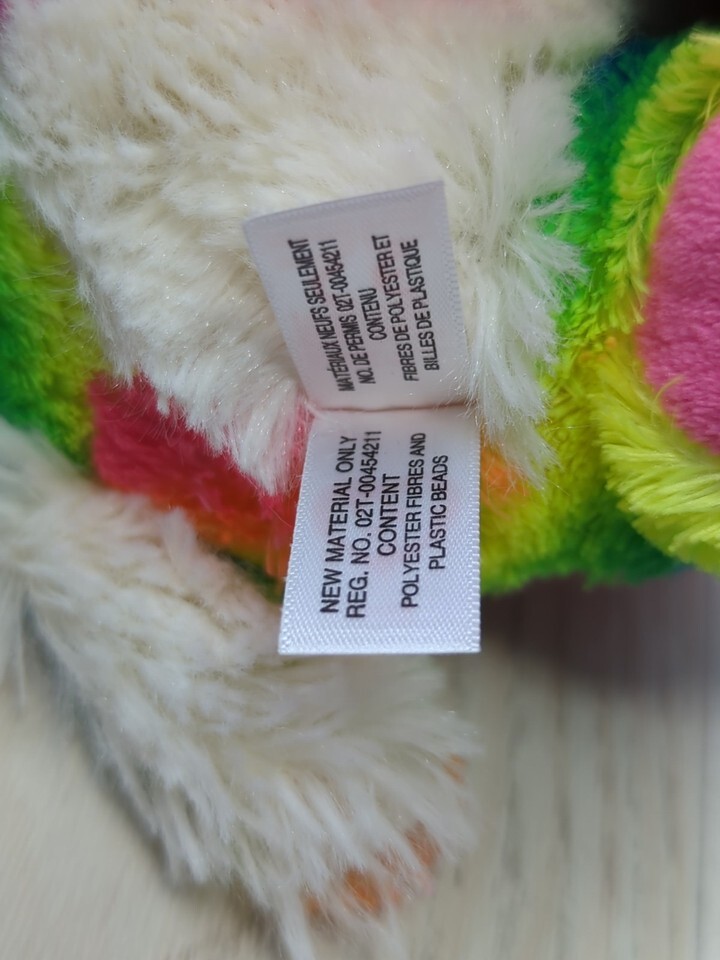 MATÉRIAUX NEUFS SEULEMENT
NO. DE PERMIS 02T-00454211
CONTENU
FIBRES DE POLYESTER ET
BILLES DE PLASTIQUE
NEW MATERIAL ONLY
REG. NO. 02T-00454211
CONTENT
POLYESTER FIBRES AND
PLASTIC BEADS